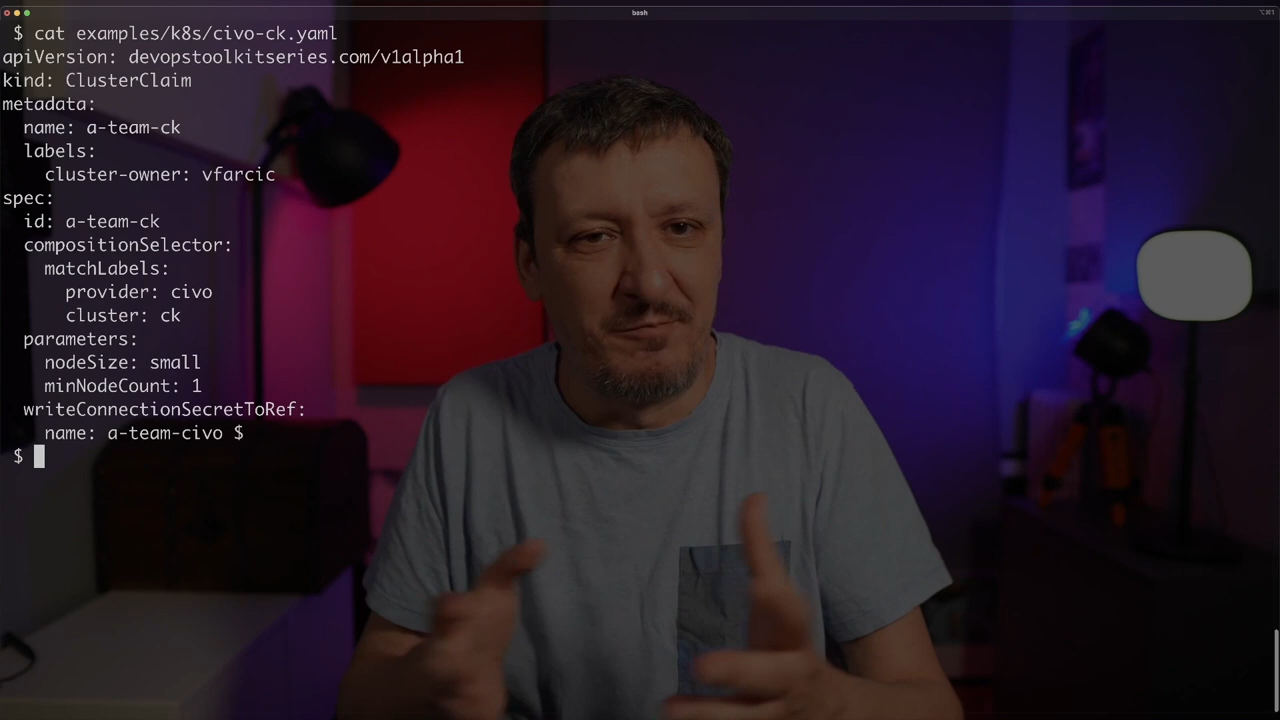 bash
⌥⌘1
$ cat examples/k8s/civo-ck.yaml
apiVersion: devopstoolkitseries.com/v1alpha1
kind: ClusterClaim
metadata:
  name: a-team-ck
  labels:
    cluster-owner: vfarcic
spec:
  id: a-team-ck
  compositionSelector:
    matchLabels:
      provider: civo
      cluster: ck
  parameters:
    nodeSize: small
    minNodeCount: 1
  writeConnectionSecretToRef:
    name: a-team-civo $
$